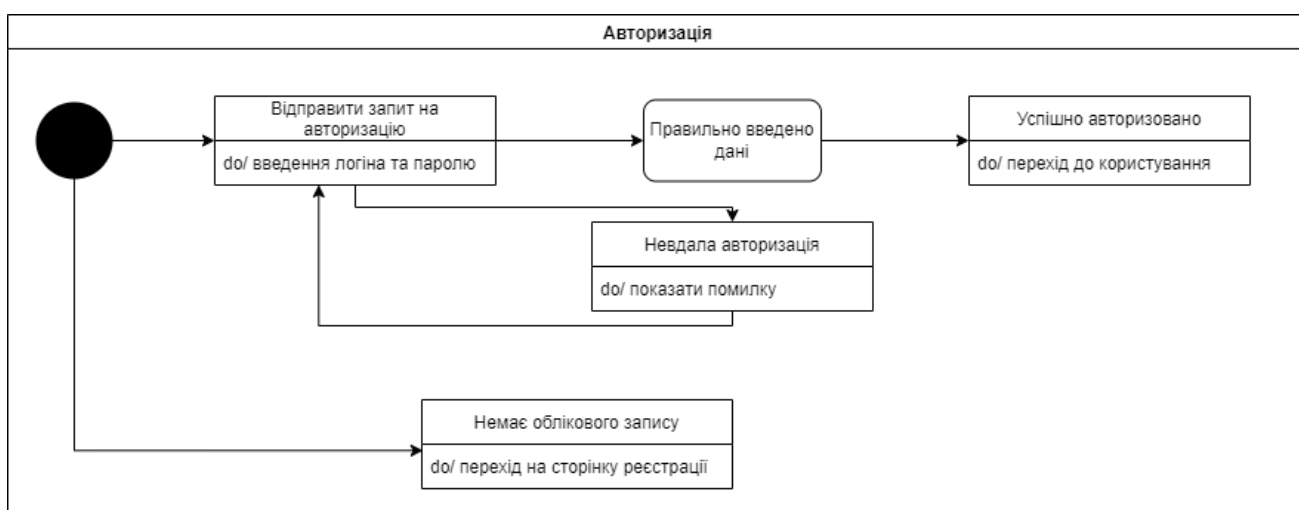 Авторизація
Відправити запит на
авторизацію
do/ введення логіна та паролю
Правильно введено
дані
Успішно авторизовано
do/ перехід до користування
Невдала авторизація
do/ показати помилку
Немає облікового запису
do/ перехід на сторінку реєстрації